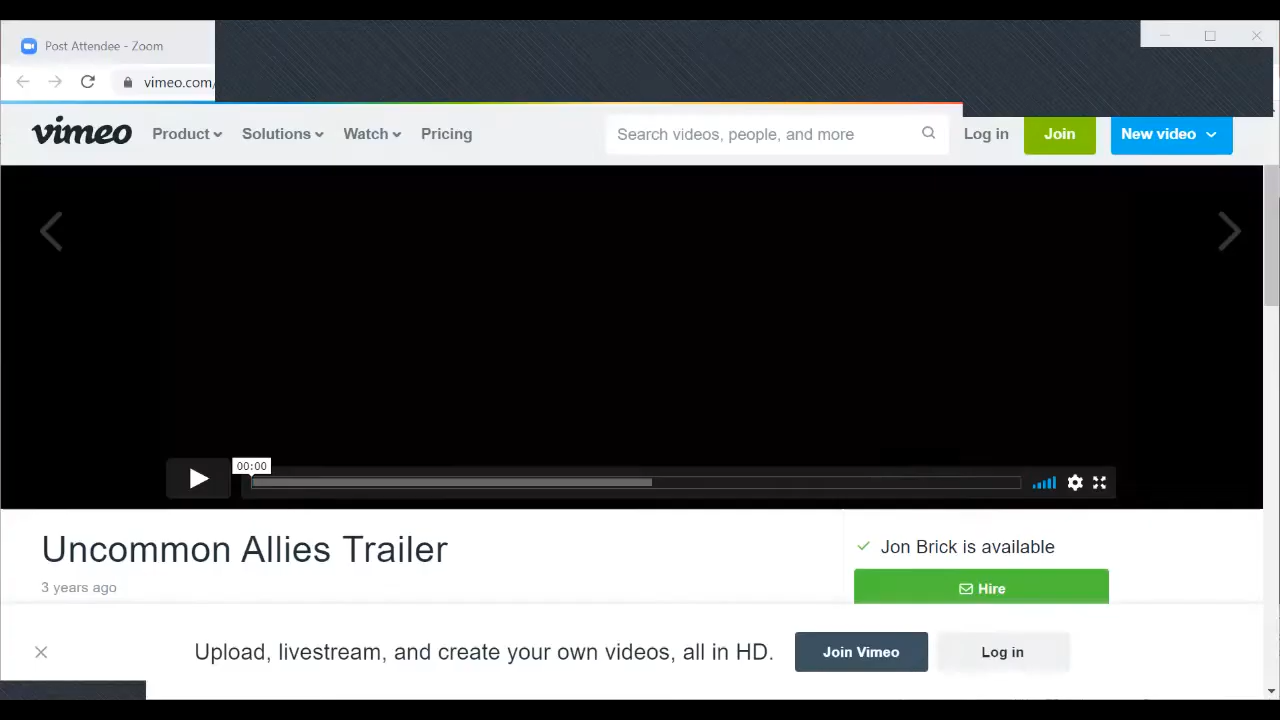 Post Attendee - Zoom
vimeo.com/
vimeo Product Solutions Watch Pricing Search videos, people, and more Log in Join New video
00:00
Uncommon Allies Trailer
3 years ago
Jon Brick is available
Hire
Upload, livestream, and create your own videos, all in HD. Join Vimeo Log in